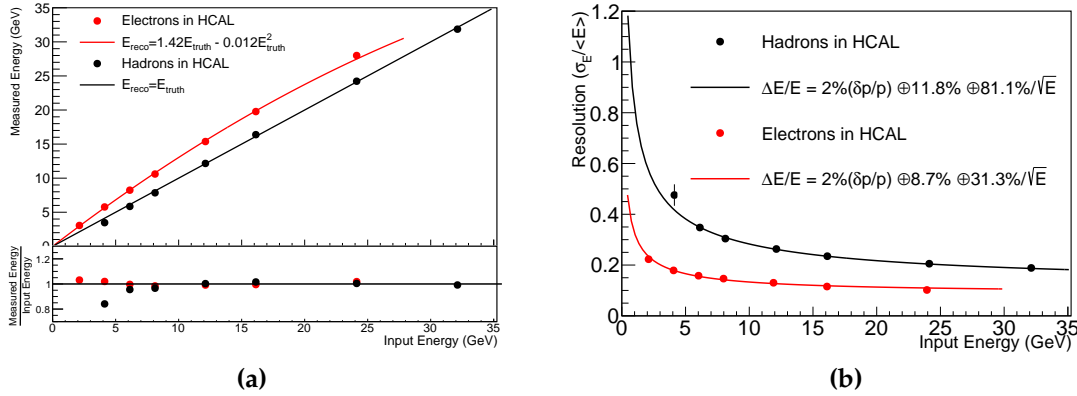 Measured Energy (GeV)
35
30
25
20
15
10
5
0
Electrons in HCAL
E_reco=1.42E_truth - 0.012E²_truth
Hadrons in HCAL
E_reco=E_truth
Measured Energy
Input Energy
1.2
1
0.8
0 5 10 15 20 25 30 35
Input Energy (GeV)
(a)
Resolution (σ_E/<E>)
1.2
1
0.8
0.6
0.4
0.2
0
Hadrons in HCAL
ΔE/E = 2%(δp/p) ⊕11.8% ⊕81.1%/√E
Electrons in HCAL
ΔE/E = 2%(δp/p) ⊕8.7% ⊕31.3%/√E
0 5 10 15 20 25 30 35
Input Energy (GeV)
(b)